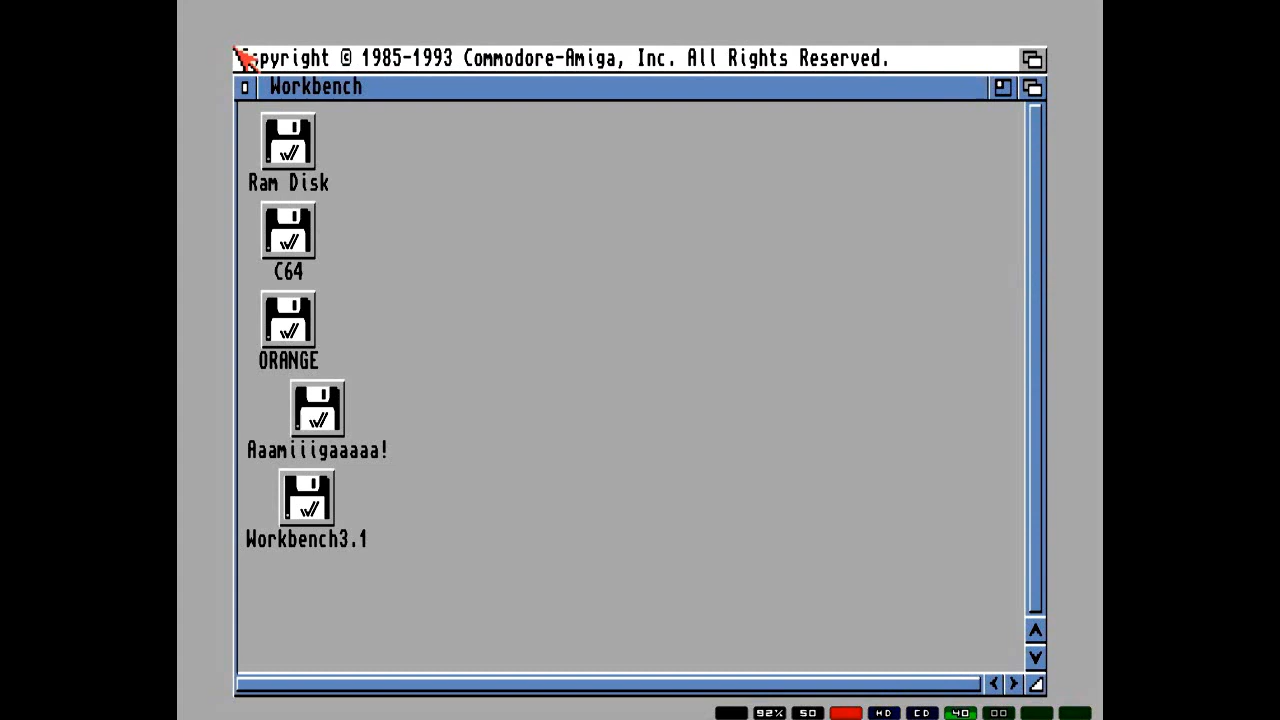 opyright © 1985-1993 Commodore-Amiga, Inc. All Rights Reserved.
Workbench
Ram Disk
C64
ORANGE
Aaamiiigaaaaa!
Workbench3.1
92% 50 HD CD 40 00